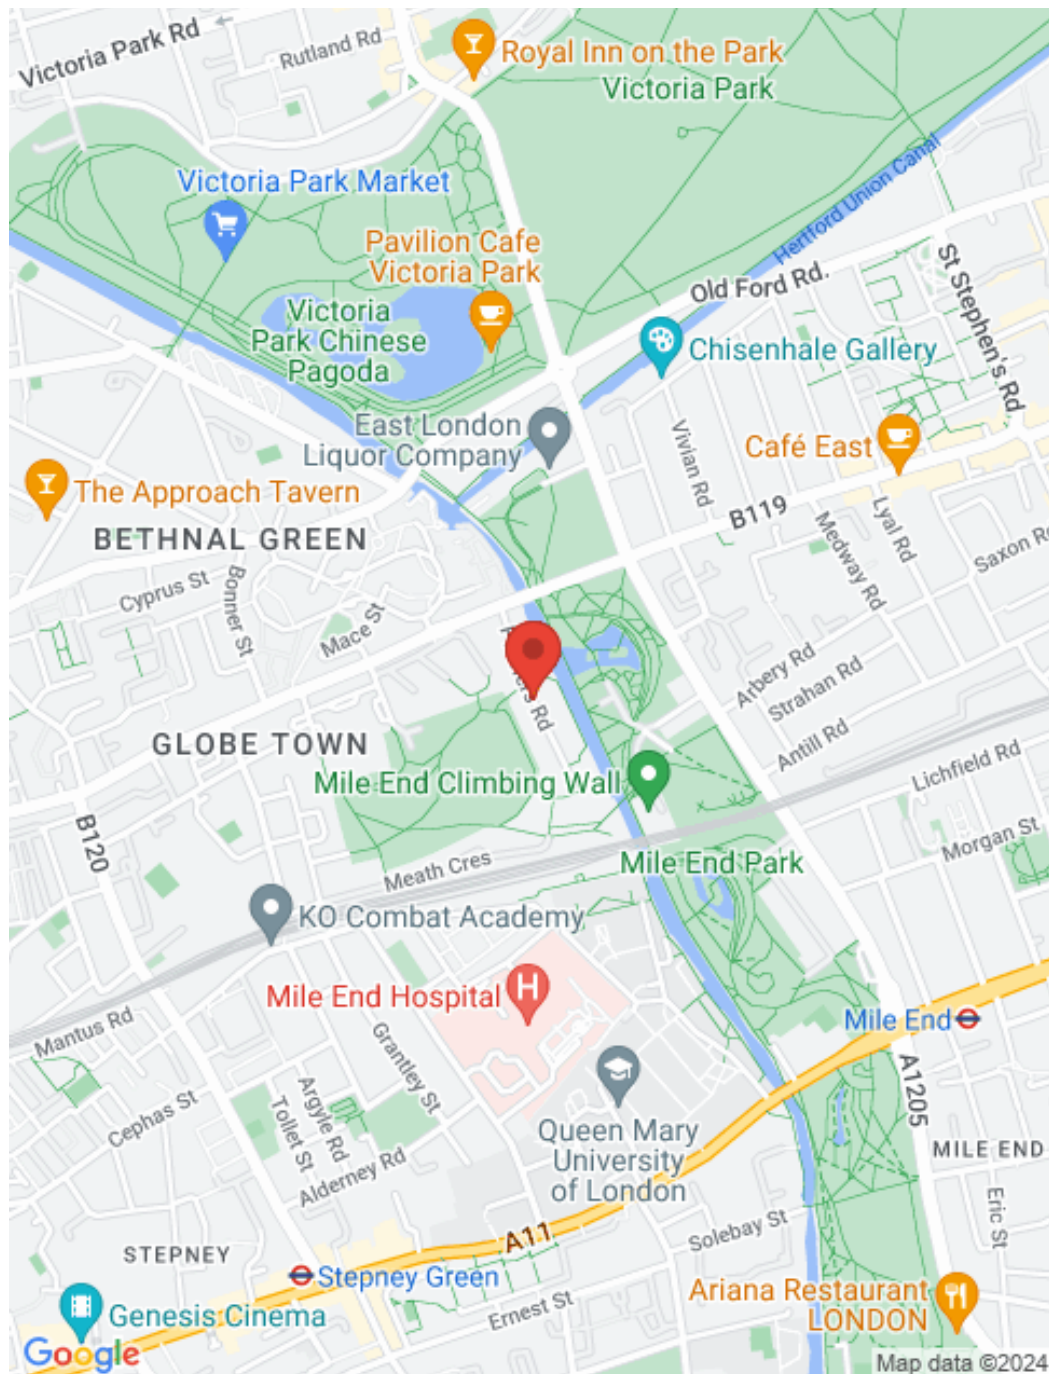 Victoria Park Rd
Rutland Rd
Royal Inn on the Park
Victoria Park
Hertford Union Canal
Victoria Park Market
Pavilion Cafe
Victoria Park
Old Ford Rd.
St Stephen's Rd
Victoria
Park Chinese
Pagoda
Chisenhale Gallery
East London
Liquor Company
Vivian Rd
Café East
The Approach Tavern
B119
Lyal Rd
Medway Rd
Saxon Rd
BETHNAL GREEN
Cyprus St
Bonner St
Mace St
Arbery Rd
Strahan Rd
Antill Rd
GLOBE TOWN
Lichfield Rd
Mile End Climbing Wall
B120
Morgan St
Meath Cres
Mile End Park
KO Combat Academy
Mile End Hospital
Mile End
Mantus Rd
Grantley St
A1205
Argyle Rd
Tollet St
Cephas St
Alderney Rd
Queen Mary
University
of London
MILE END
Eric St
Solebay St
A11
STEPNEY
Stepney Green
Ernest St
Ariana Restaurant
LONDON
Genesis Cinema
Google
Map data ©2024